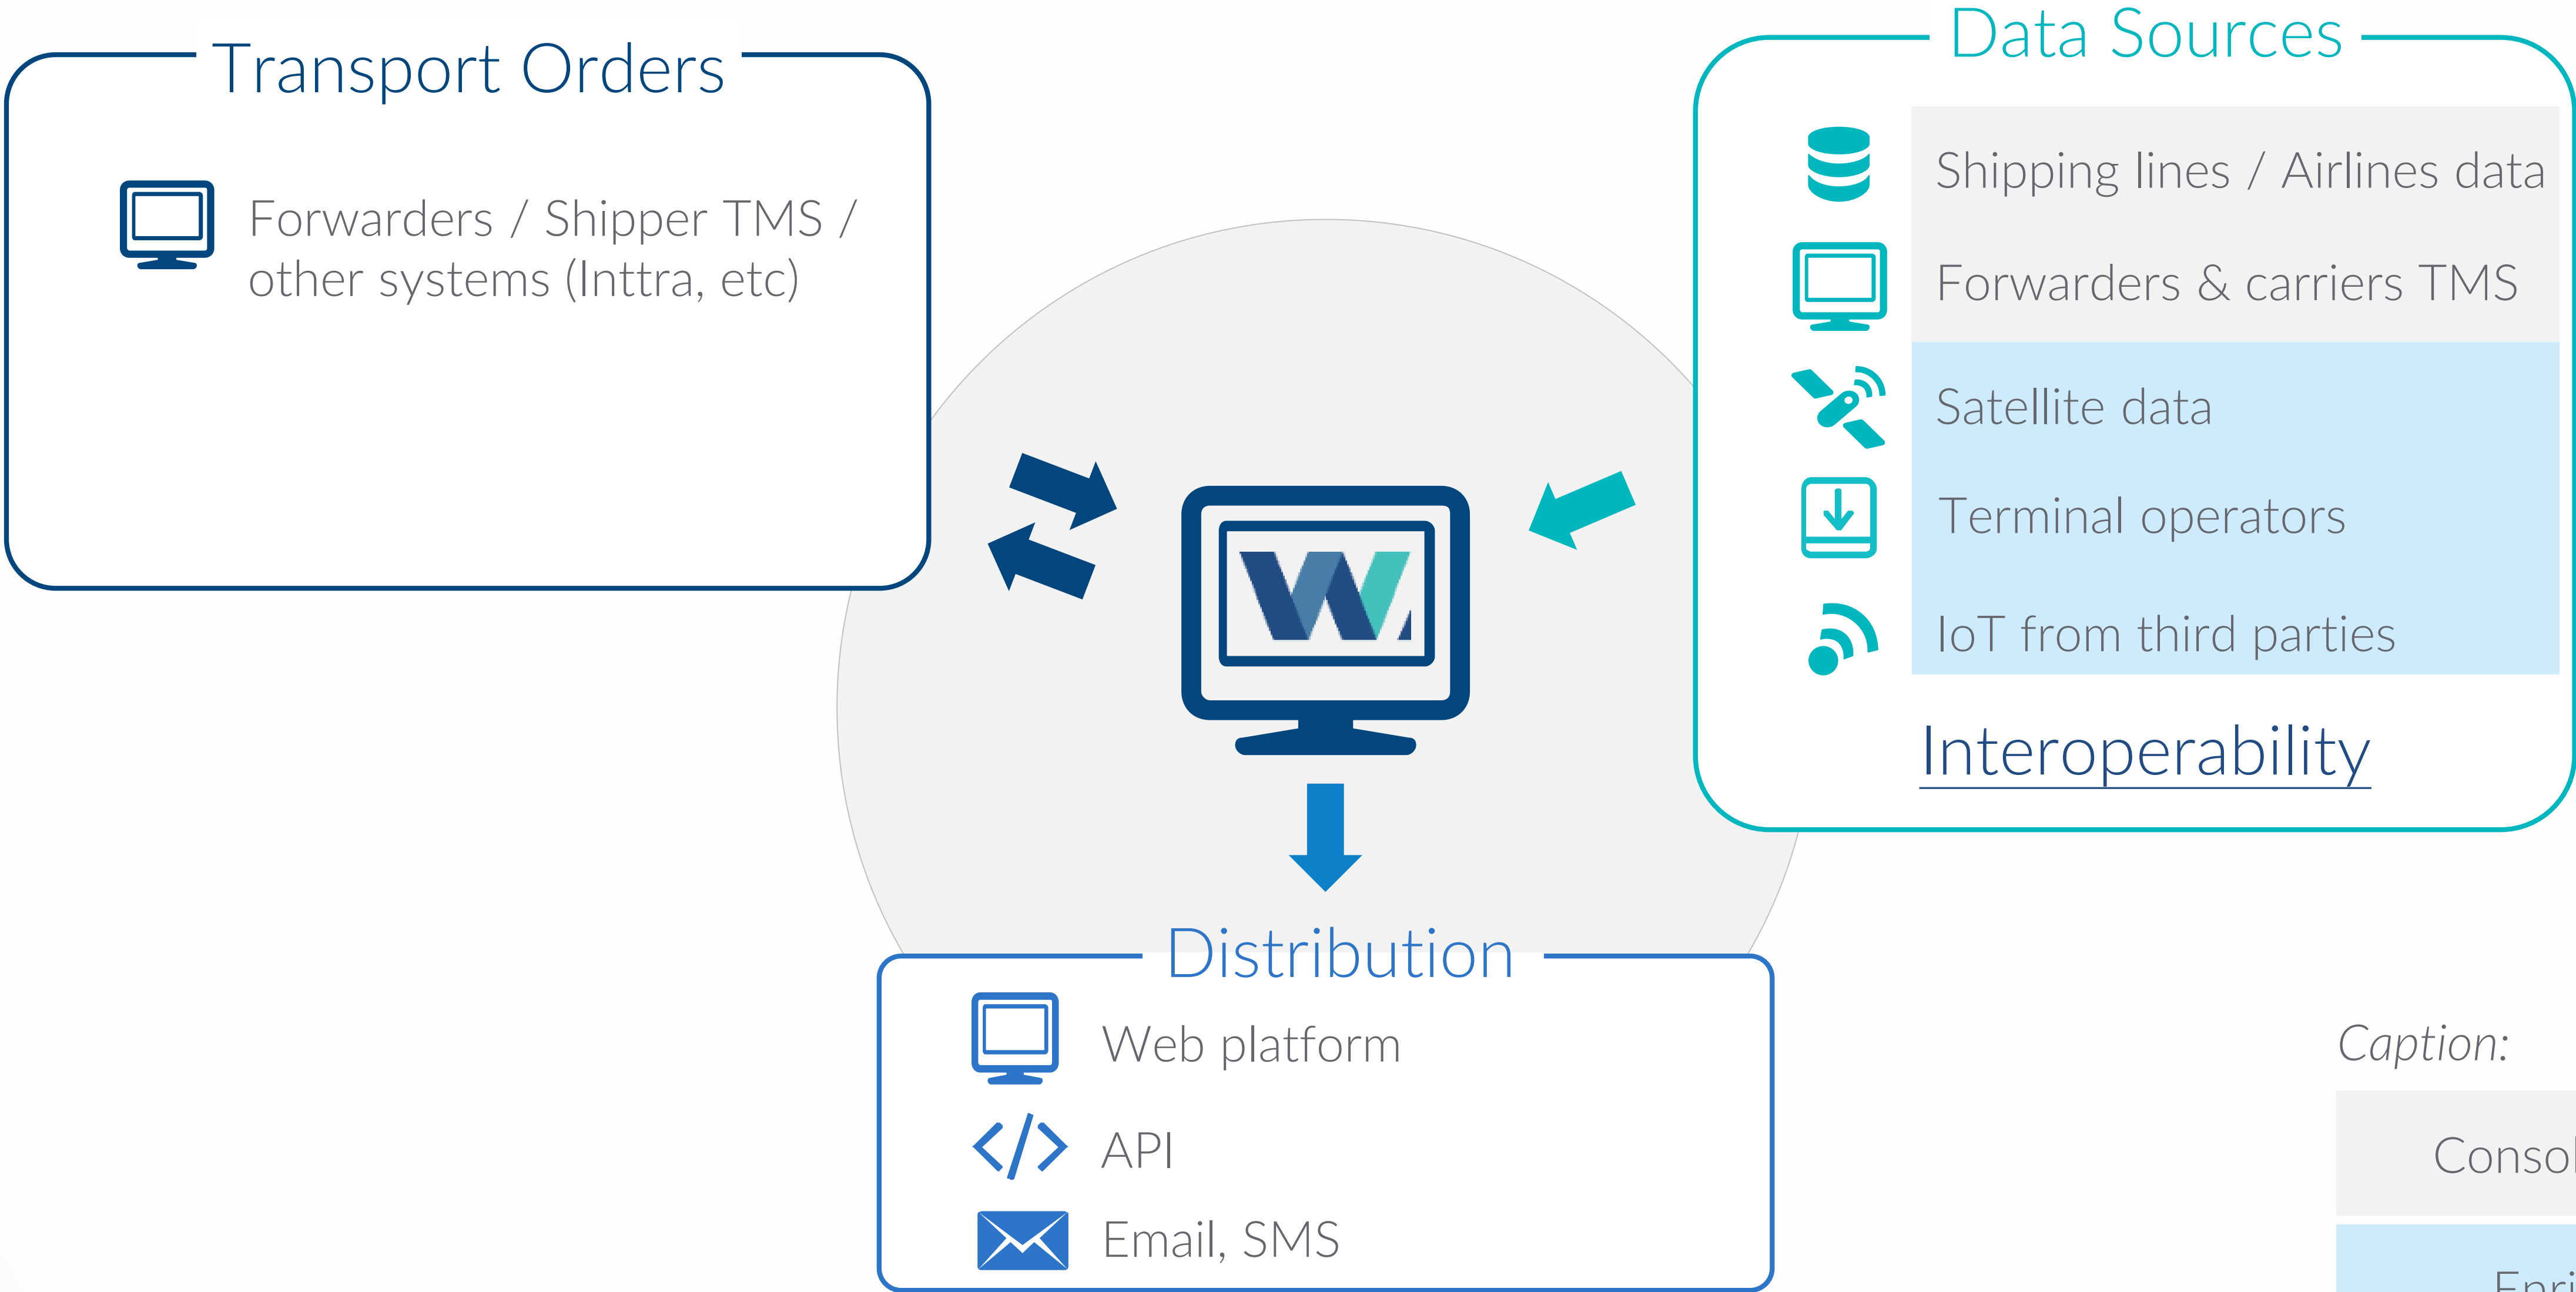 Transport Orders
Forwarders / Shipper TMS /
other systems (Inttra, etc)
Data Sources
Shipping lines / Airlines data
Forwarders & carriers TMS
Satellite data
Terminal operators
IoT from third parties
Interoperability
Distribution
Web platform
API
Email, SMS
Caption: